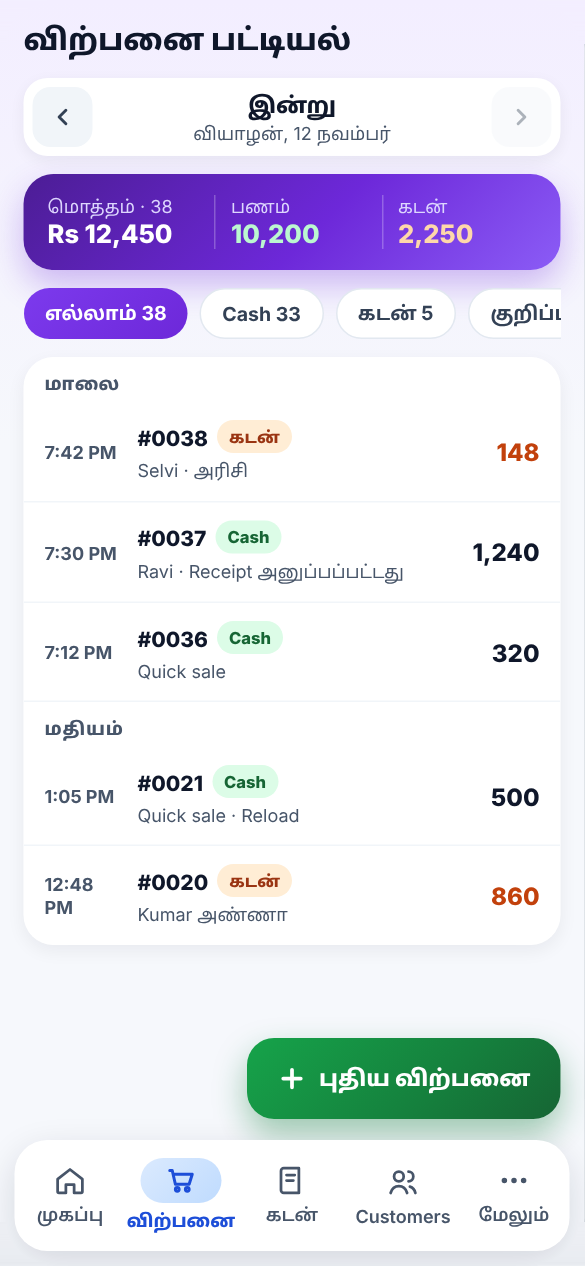 விற்பனை பட்டியல்
இன்று
வியாழன், 12 நவம்பர்
மொத்தம் · 38
Rs 12,450
பணம்
10,200
கடன்
2,250
எல்லாம் 38
Cash 33
கடன் 5
மாலை
7:42 PM
#0038 கடன்
Selvi · அரிசி
148
7:30 PM
#0037 Cash
Ravi · Receipt அனுப்பப்பட்டது
1,240
7:12 PM
#0036 Cash
Quick sale
320
மதியம்
1:05 PM
#0021 Cash
Quick sale · Reload
500
12:48
PM
#0020 கடன்
Kumar அண்ணா
860
+ புதிய விற்பனை
முகப்பு
விற்பனை
கடன்
Customers
மேலும்